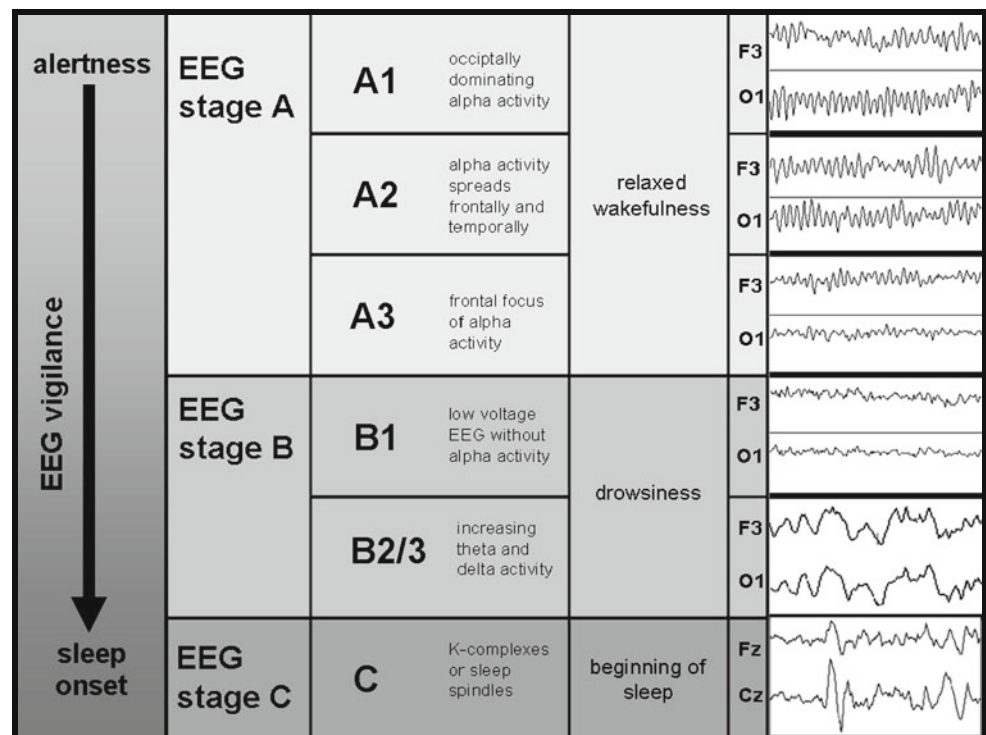 alertness
EEG vigilance
sleep
onset
EEG
stage A
A1
occiptally
dominating
alpha activity
A2
alpha activity
spreads
frontally and
temporally
A3
frontal focus
of alpha
activity
relaxed
wakefulness
F3
O1
F3
O1
F3
O1
EEG
stage B
B1
low voltage
EEG without
alpha activity
B2/3
increasing
theta and
delta activity
drowsiness
F3
O1
F3
O1
EEG
stage C
C
K-complexes
or sleep
spindles
beginning of
sleep
Fz
Cz